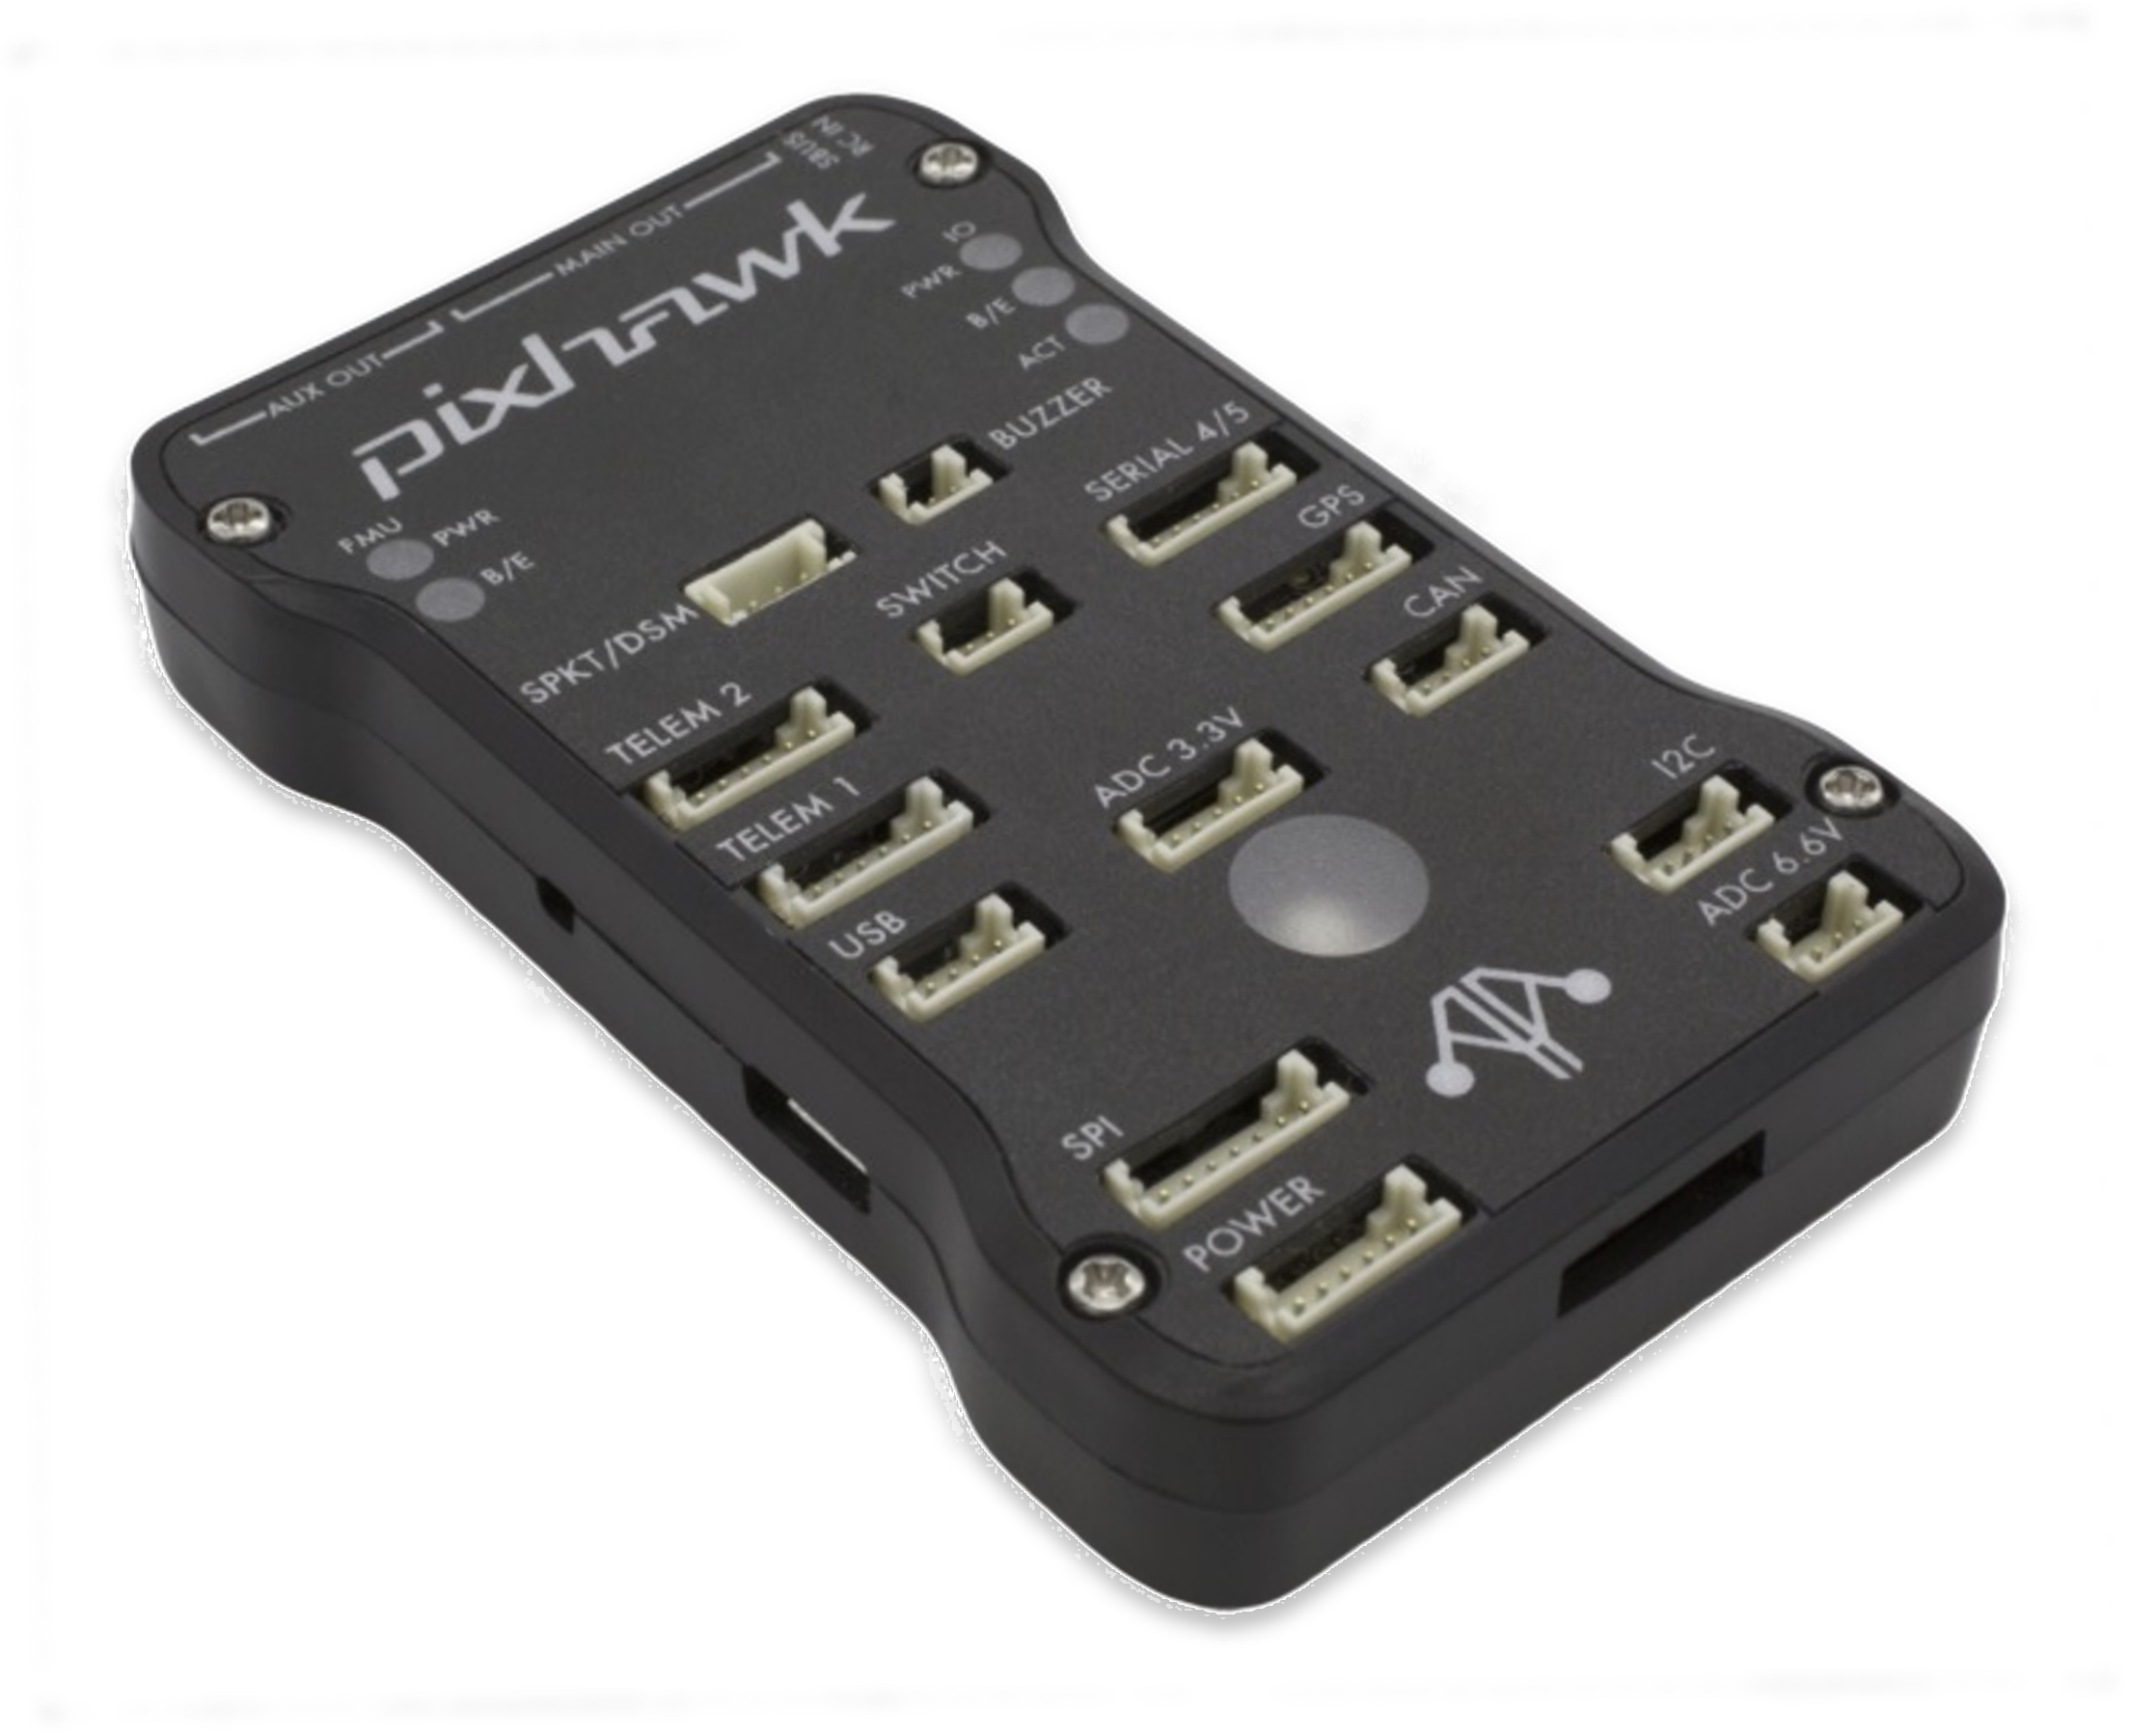 RC IN
SBUS
MAIN OUT
AUX OUT
pixhawk
IO
PWR
B/E
ACT
FMU PWR
B/E
BUZZER
SERIAL 4/5
GPS
SPKT/DSM
SWITCH
CAN
TELEM 2
TELEM 1
ADC 3.3V
I2C
USB
ADC 6.6V
SPI
POWER